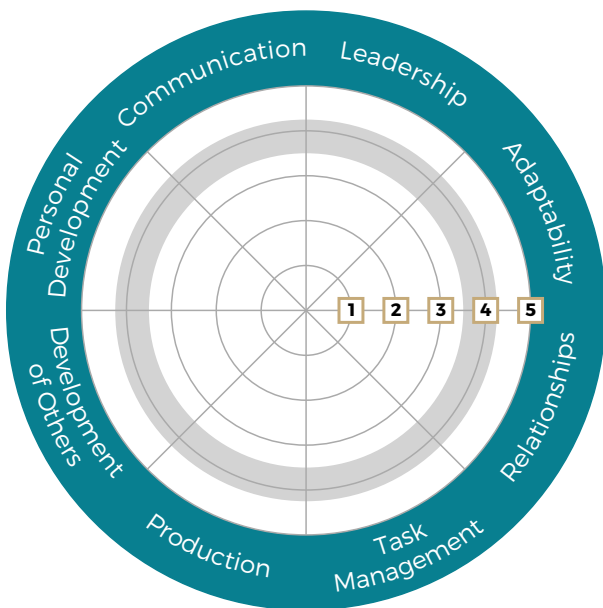 Communication
Leadership
Adaptability
Relationships
Task
Management
Production
Development
of Others
Personal
Development
1
2
3
4
5